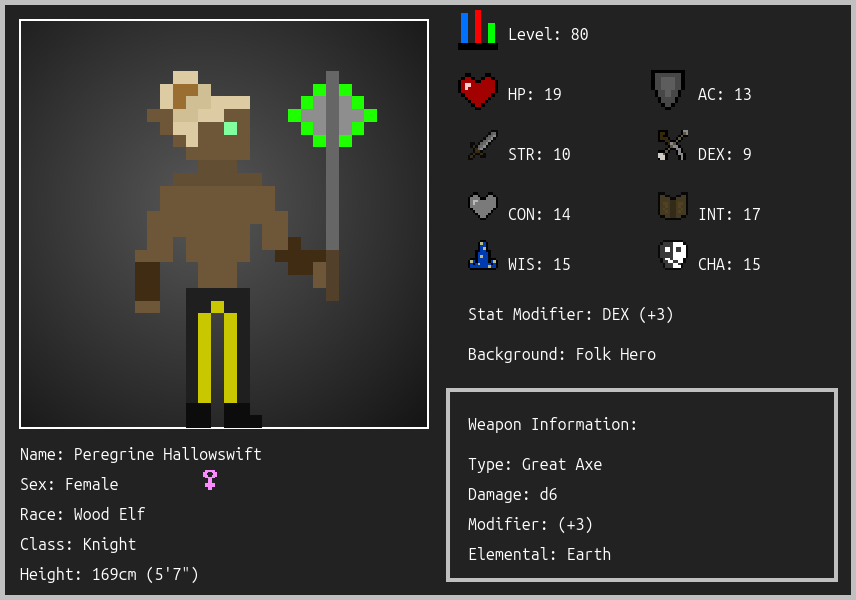 Level: 80
HP: 19
AC: 13
STR: 10
DEX: 9
CON: 14
INT: 17
WIS: 15
CHA: 15
Stat Modifier: DEX (+3)
Background: Folk Hero
Weapon Information:
Type: Great Axe
Damage: d6
Modifier: (+3)
Elemental: Earth
Name: Peregrine Hallowswift
Sex: Female
Race: Wood Elf
Class: Knight
Height: 169cm (5'7")